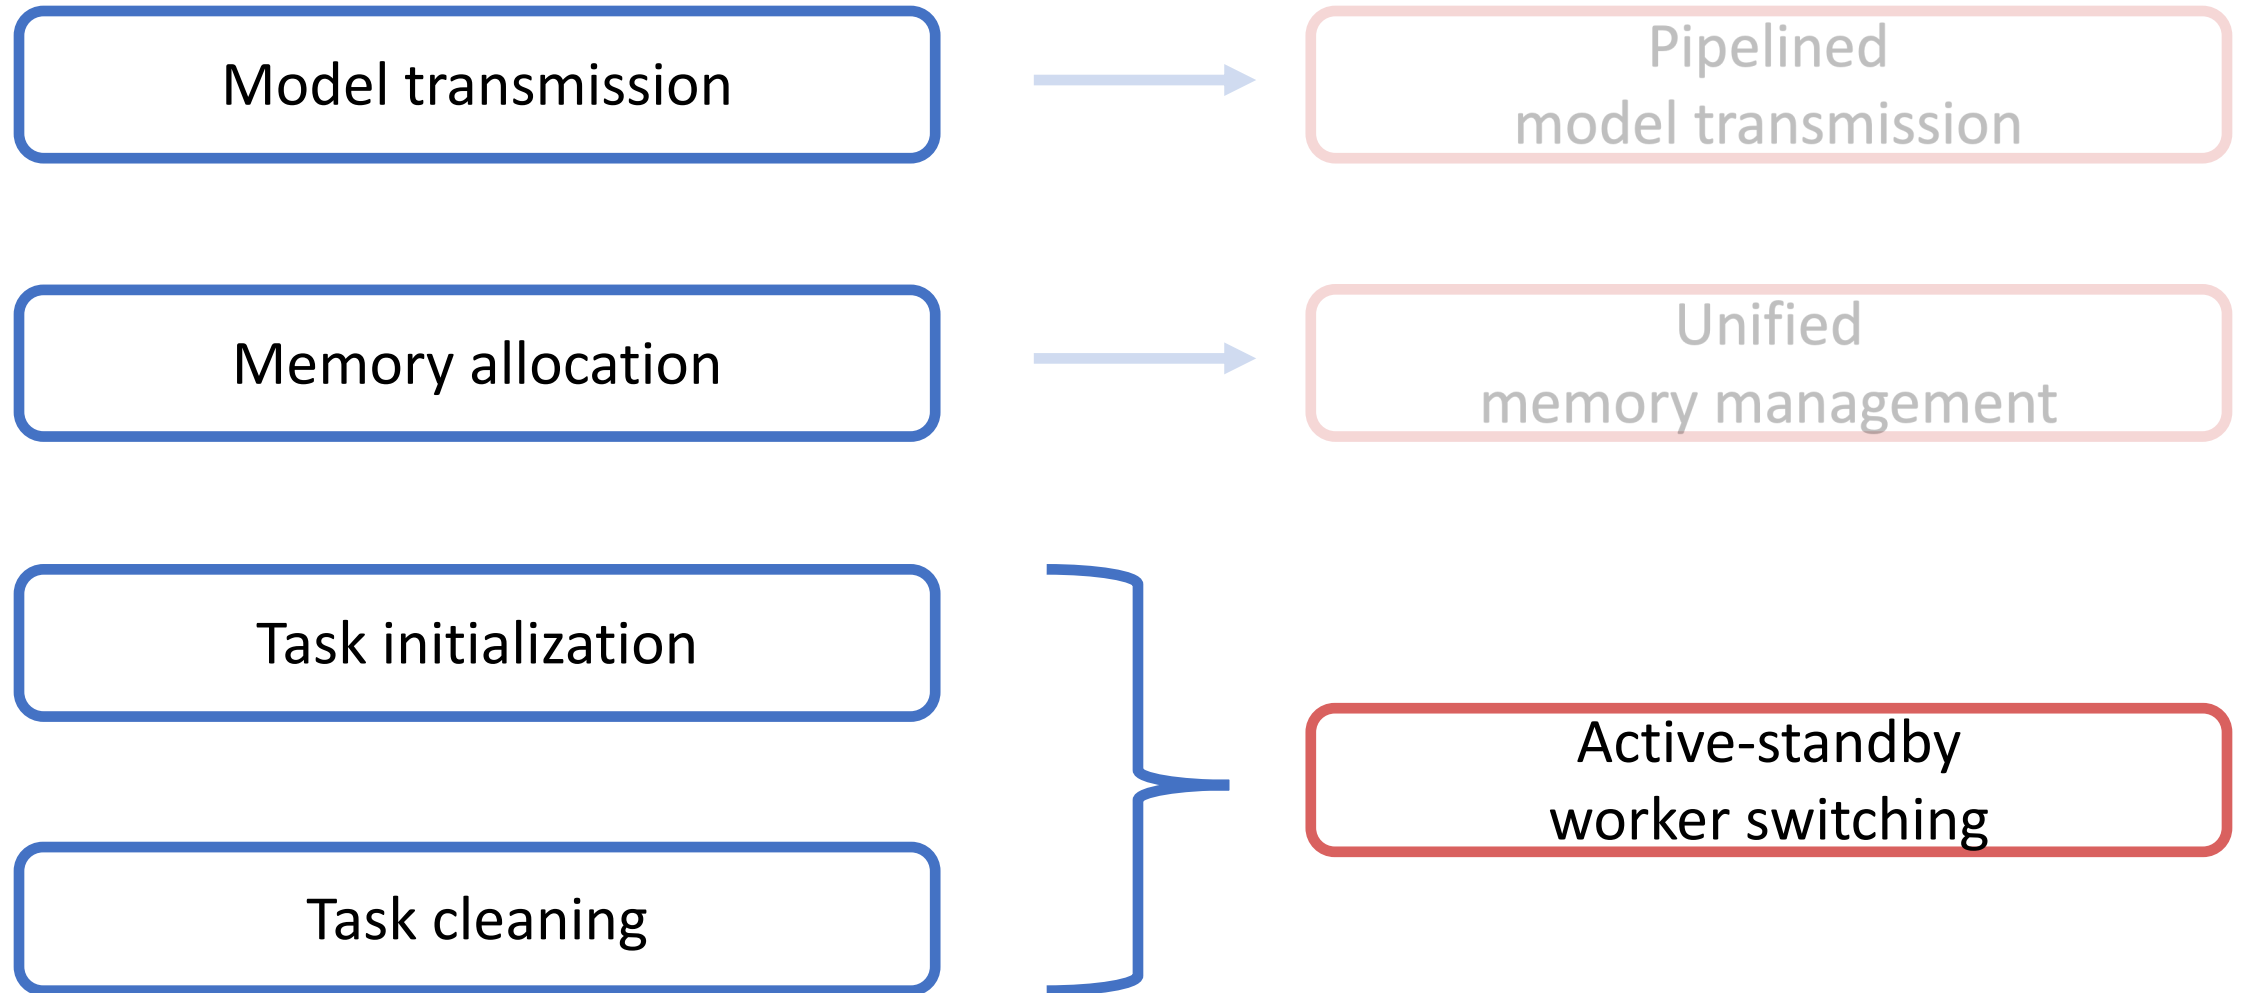 Model transmission
Pipelined
model transmission
Memory allocation
Unified
memory management
Task initialization
Active-standby
worker switching
Task cleaning